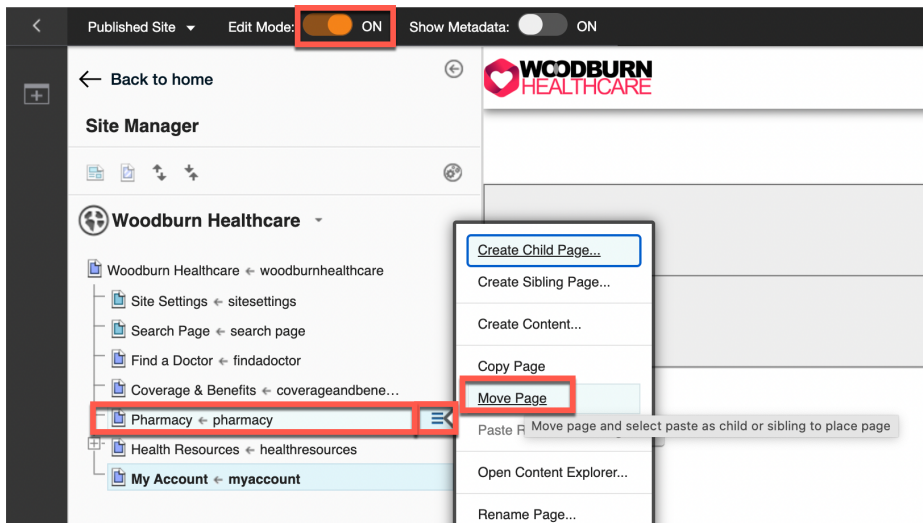 Published Site
Edit Mode: ON
Show Metadata: ON
Back to home
WOODBURN
HEALTHCARE
Site Manager
Woodburn Healthcare
Woodburn Healthcare ← woodburnhealthcare
Site Settings ← sitesettings
Search Page ← search page
Find a Doctor ← findadoctor
Coverage & Benefits ← coverageandbene...
Pharmacy ← pharmacy
Health Resources ← healthresources
My Account ← myaccount
Create Child Page...
Create Sibling Page...
Create Content...
Copy Page
Move Page
Move page and select paste as child or sibling to place page
Paste
Open Content Explorer...
Rename Page...